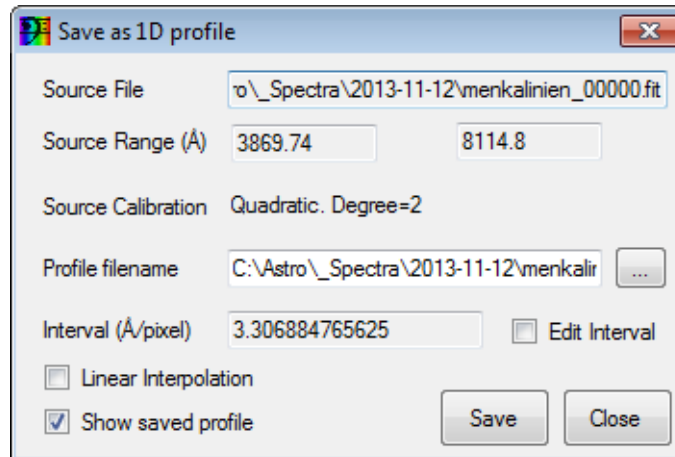 Save as 1D profile
Source File ro\_Spectra\2013-11-12\menkalinien_00000.fit
Source Range (Å) 3869.74 8114.8
Source Calibration Quadratic. Degree=2
Profile filename C:\Astro\_Spectra\2013-11-12\menkalir ...
Interval (Å/pixel) 3.306884765625 Edit Interval
Linear Interpolation
Show saved profile Save Close